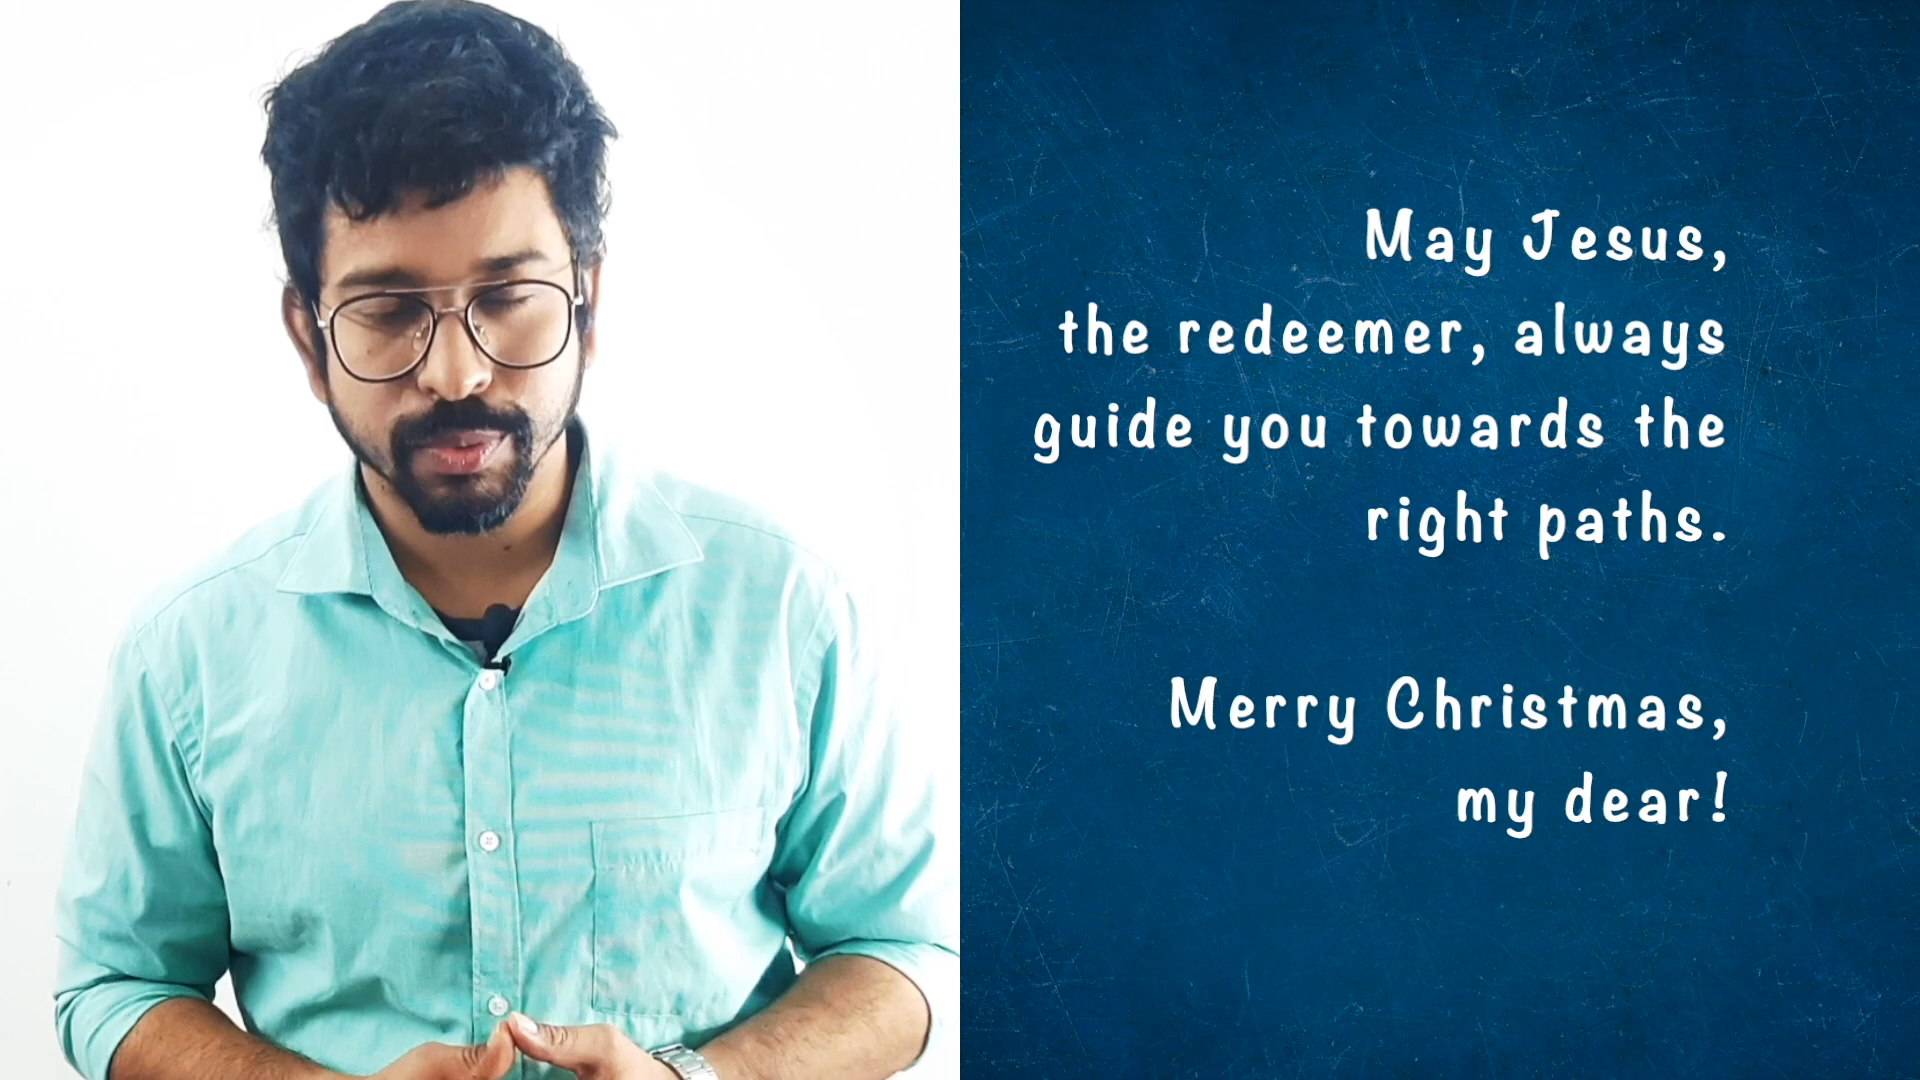 May Jesus,
the redeemer, always
guide you towards the
right paths.
Merry Christmas,
my dear!